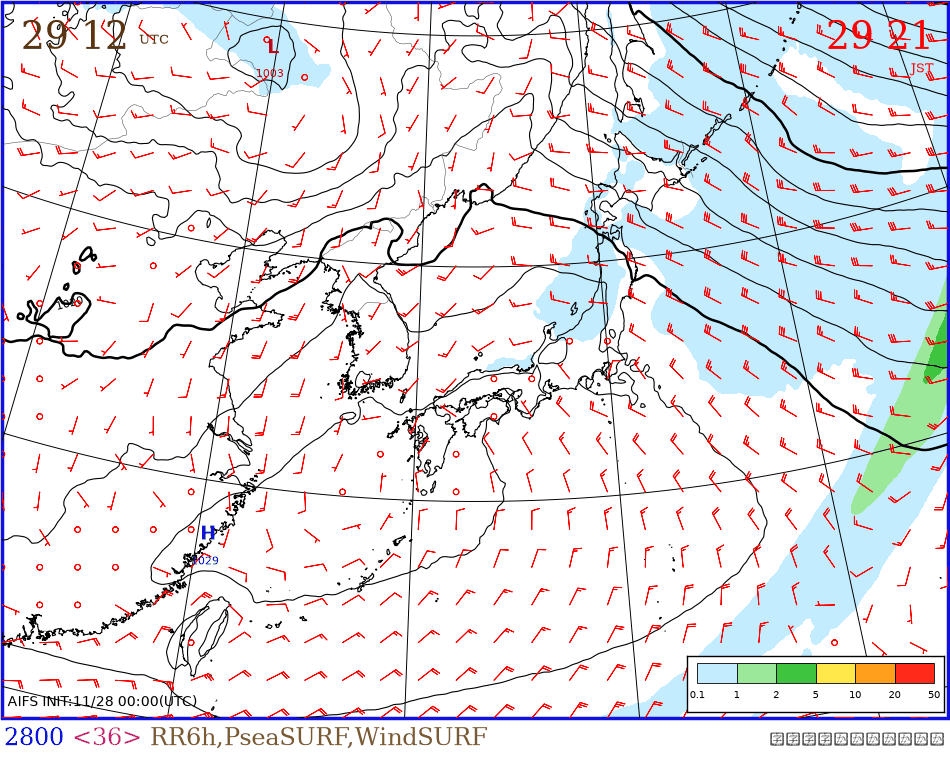 29 12 UTC
29 21
JST
L
1003
1020
H
1029
0.1 1 2 5 10 20 50
AIFS INIT:11/28 00:00(UTC)
2800 <36> RR6h,PseaSURF,WindSURF